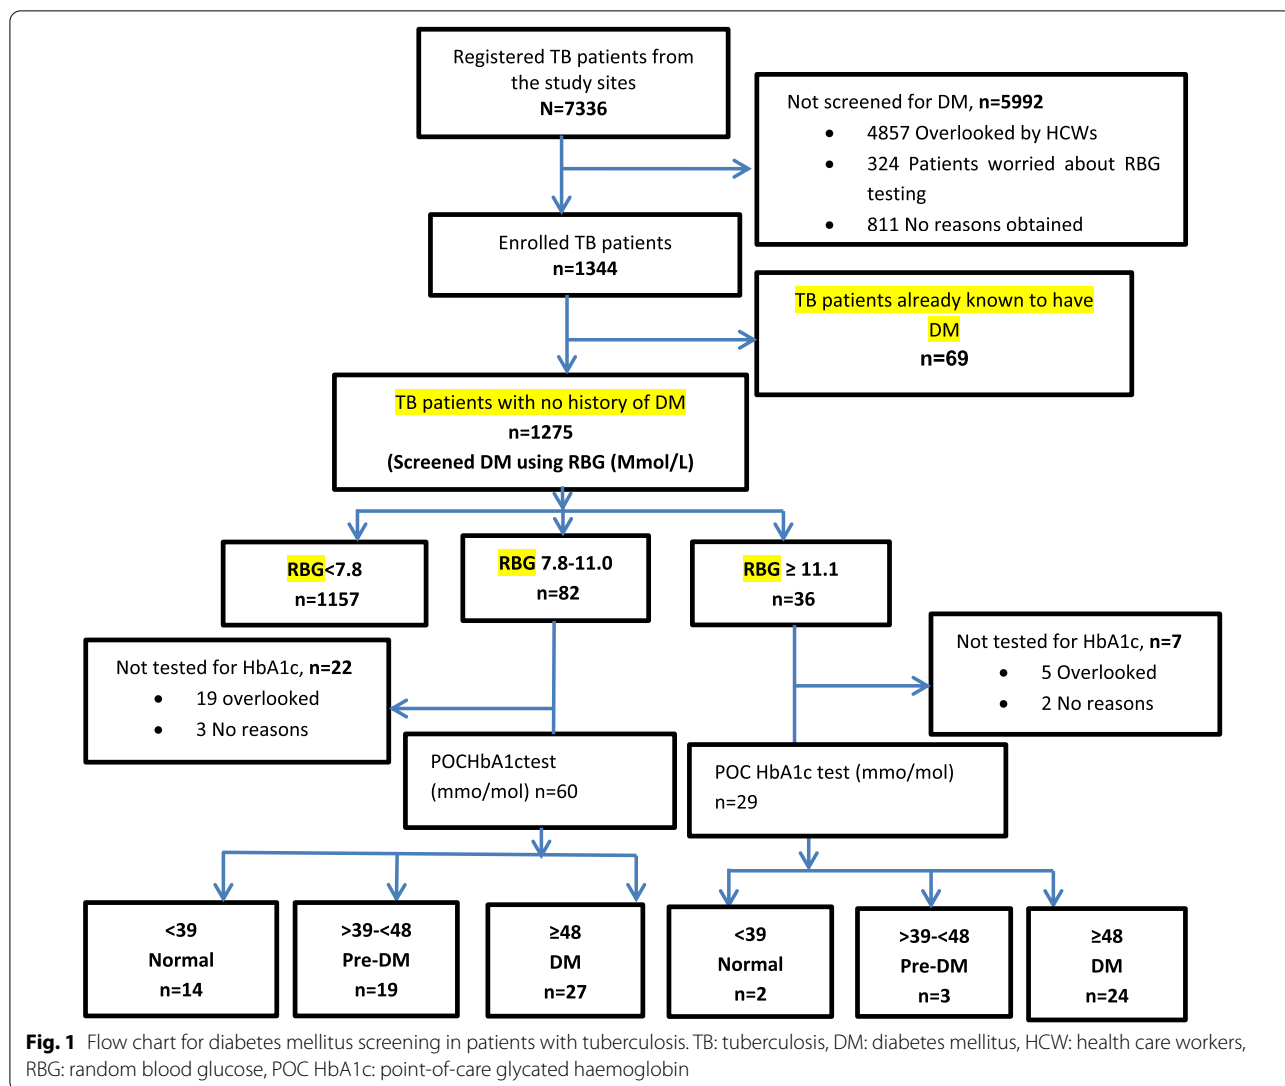 Registered TB patients from
the study sites
N=7336
Not screened for DM, n=5992
• 4857 Overlooked by HCWs
• 324 Patients worried about RBG
testing
• 811 No reasons obtained
Enrolled TB patients
n=1344
TB patients already known to have
DM
n=69
TB patients with no history of DM
n=1275
(Screened DM using RBG (Mmol/L)
RBG<7.8
n=1157
RBG 7.8-11.0
n=82
RBG ≥ 11.1
n=36
Not tested for HbA1c, n=22
• 19 overlooked
• 3 No reasons
Not tested for HbA1c, n=7
• 5 Overlooked
• 2 No reasons
POCHbA1ctest
(mmo/mol) n=60
POC HbA1c test (mmo/mol)
n=29
<39
Normal
n=14
>39-<48
Pre-DM
n=19
≥48
DM
n=27
<39
Normal
n=2
>39-<48
Pre-DM
n=3
≥48
DM
n=24
Fig. 1 Flow chart for diabetes mellitus screening in patients with tuberculosis. TB: tuberculosis, DM: diabetes mellitus, HCW: health care workers,
RBG: random blood glucose, POC HbA1c: point-of-care glycated haemoglobin